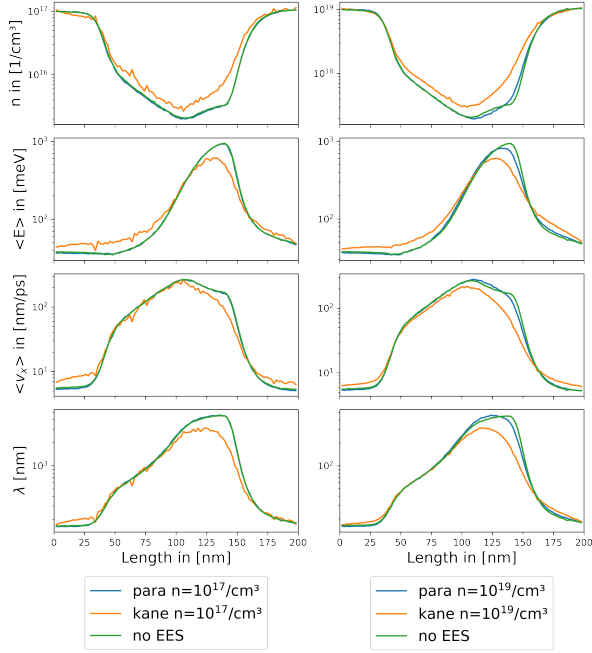 n in [1/cm³]
10¹⁷
10¹⁶
10¹⁹
10¹⁸
<E> in [meV]
10³
10²
10³
10²
<vₓ> in [nm/ps]
10²
10¹
10²
10¹
λ [nm]
10³
10²
0 25 50 75 100 125 150 175 200
0 25 50 75 100 125 150 175 200
Length in [nm]
Length in [nm]
para n=10¹⁷/cm³
kane n=10¹⁷/cm³
no EES
para n=10¹⁹/cm³
kane n=10¹⁹/cm³
no EES